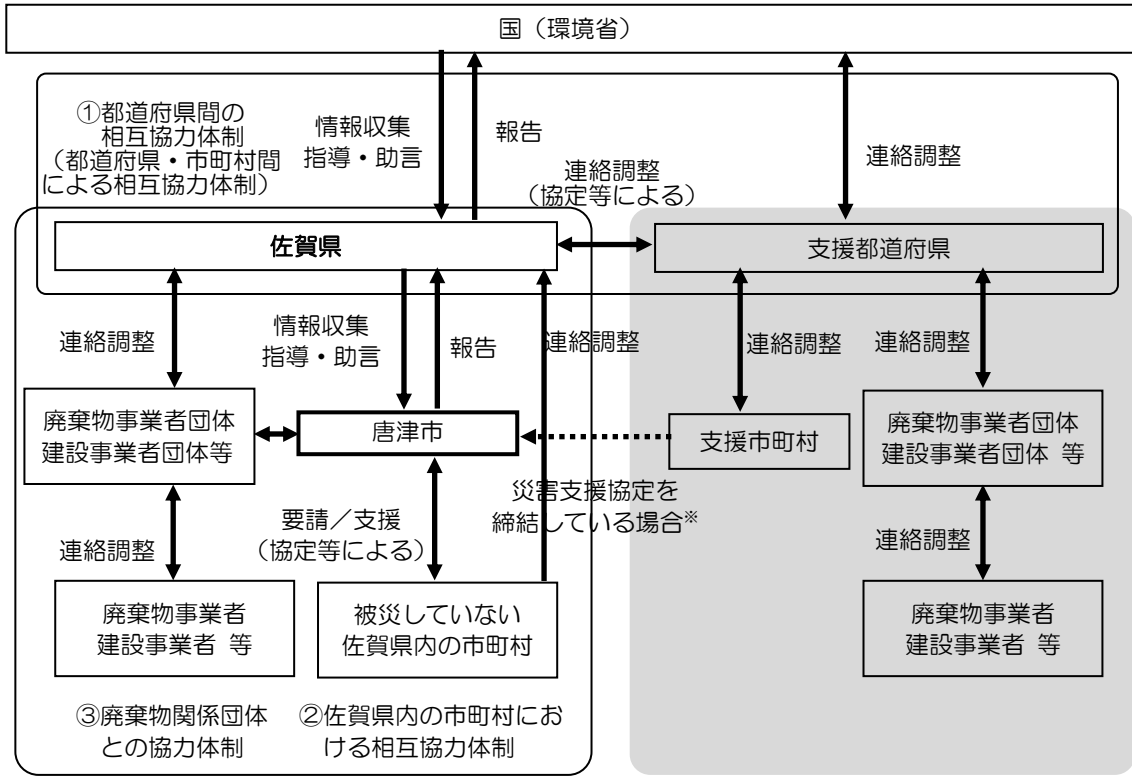 国（環境省）
①都道府県間の
相互協力体制
（都道府県・市町村間
による相互協力体制）
情報収集
指導・助言
報告
連絡調整
（協定等による）
連絡調整
佐賀県
支援都道府県
連絡調整
情報収集
指導・助言
報告
連絡調整
連絡調整
連絡調整
廃棄物事業者団体
建設事業者団体等
唐津市
支援市町村
廃棄物事業者団体
建設事業者団体 等
災害支援協定を
締結している場合※
連絡調整
要請／支援
（協定等による）
連絡調整
廃棄物事業者
建設事業者 等
被災していない
佐賀県内の市町村
廃棄物事業者
建設事業者 等
③廃棄物関係団体
との協力体制
②佐賀県内の市町村にお
ける相互協力体制